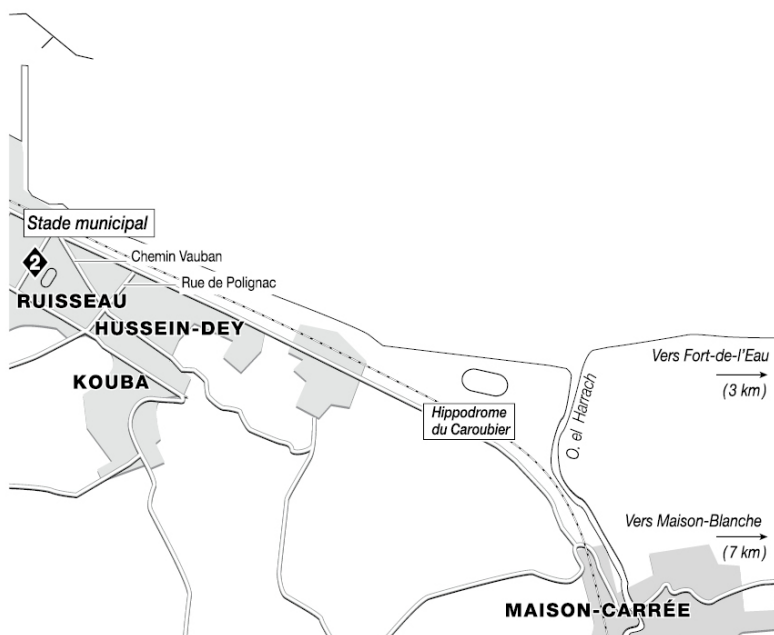 Stade municipal
Chemin Vauban
2
Rue de Polignac
RUISSEAU
HUSSEIN-DEY
KOUBA
Vers Fort-de-l'Eau
(3 km)
Hippodrome
du Caroubier
O. el Harrach
Vers Maison-Blanche
(7 km)
MAISON-CARRÉE